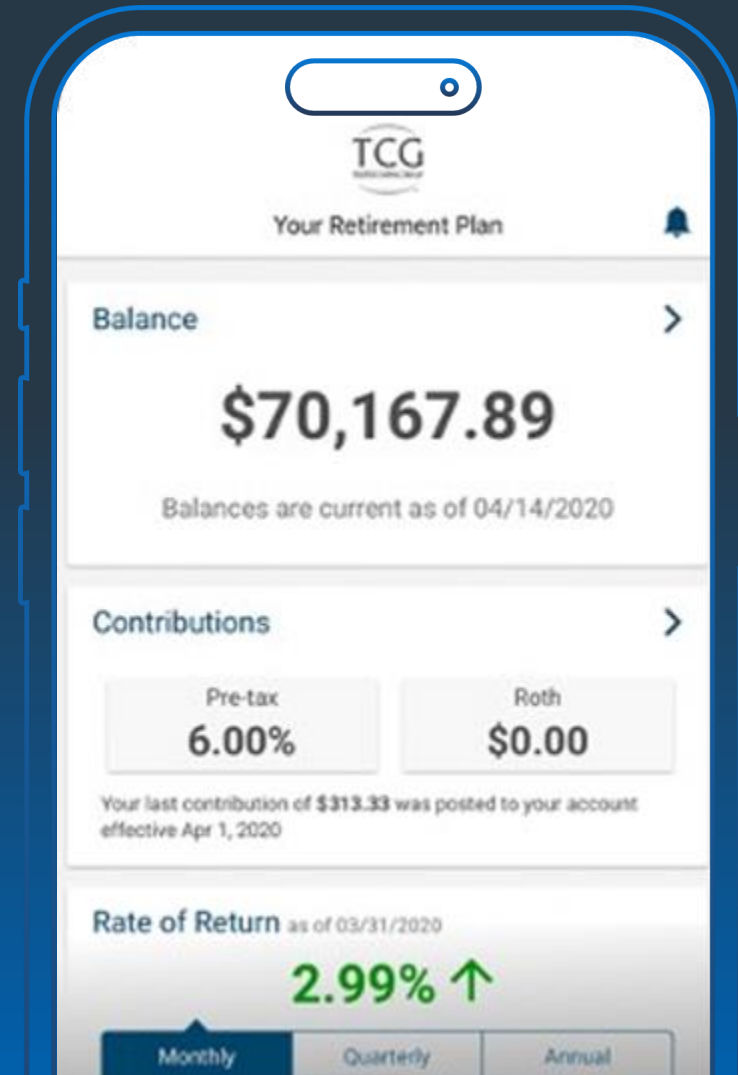 TCG
Your Retirement Plan
Balance
$70,167.89
Balances are current as of 04/14/2020
Contributions
Pre-tax
Roth
6.00%
$0.00
Your last contribution of $313.33 was posted to your account
effective Apr 1, 2020
Rate of Return as of 03/31/2020
2.99%
Monthly
Quarterly
Annual